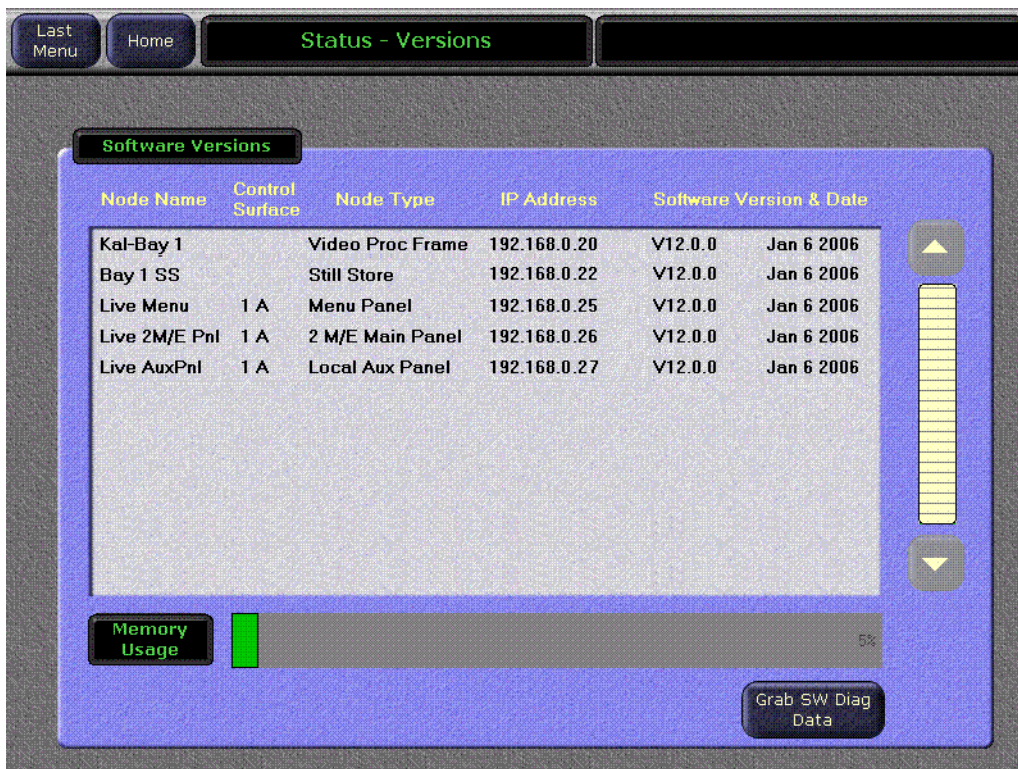 Last Menu
Home
Status - Versions
Software Versions
Node Name Control Surface Node Type IP Address Software Version & Date
Kal-Bay 1 Video Proc Frame 192.168.0.20 V12.0.0 Jan 6 2006
Bay 1 SS Still Store 192.168.0.22 V12.0.0 Jan 6 2006
Live Menu 1 A Menu Panel 192.168.0.25 V12.0.0 Jan 6 2006
Live 2M/E Pnl 1 A 2 M/E Main Panel 192.168.0.26 V12.0.0 Jan 6 2006
Live AuxPnl 1 A Local Aux Panel 192.168.0.27 V12.0.0 Jan 6 2006
Memory
Usage
5%
Grab SW Diag
Data